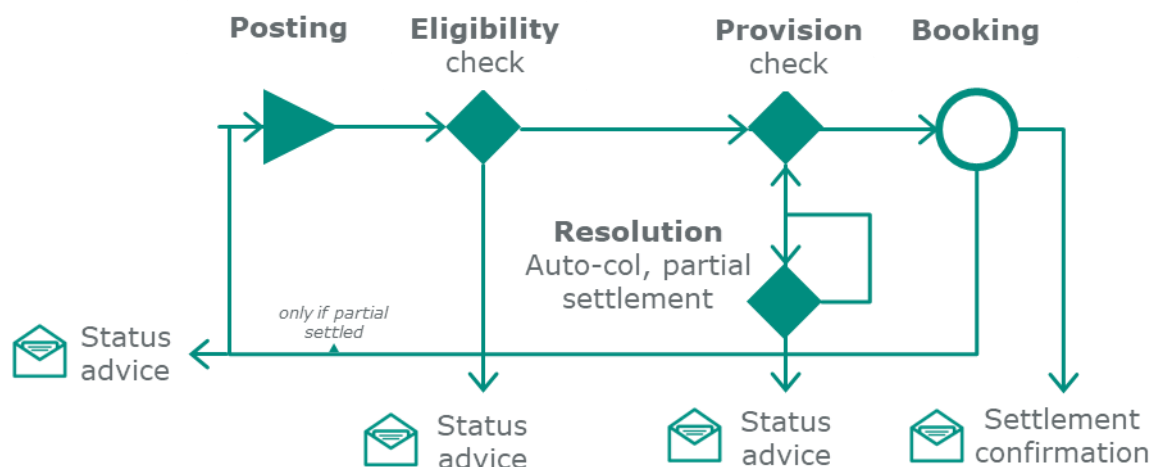 Posting
Eligibility
check
Provision
check
Booking
Resolution
Auto-col, partial
settlement
only if partial
settled
Status
advice
Status
advice
Status
advice
Settlement
confirmation